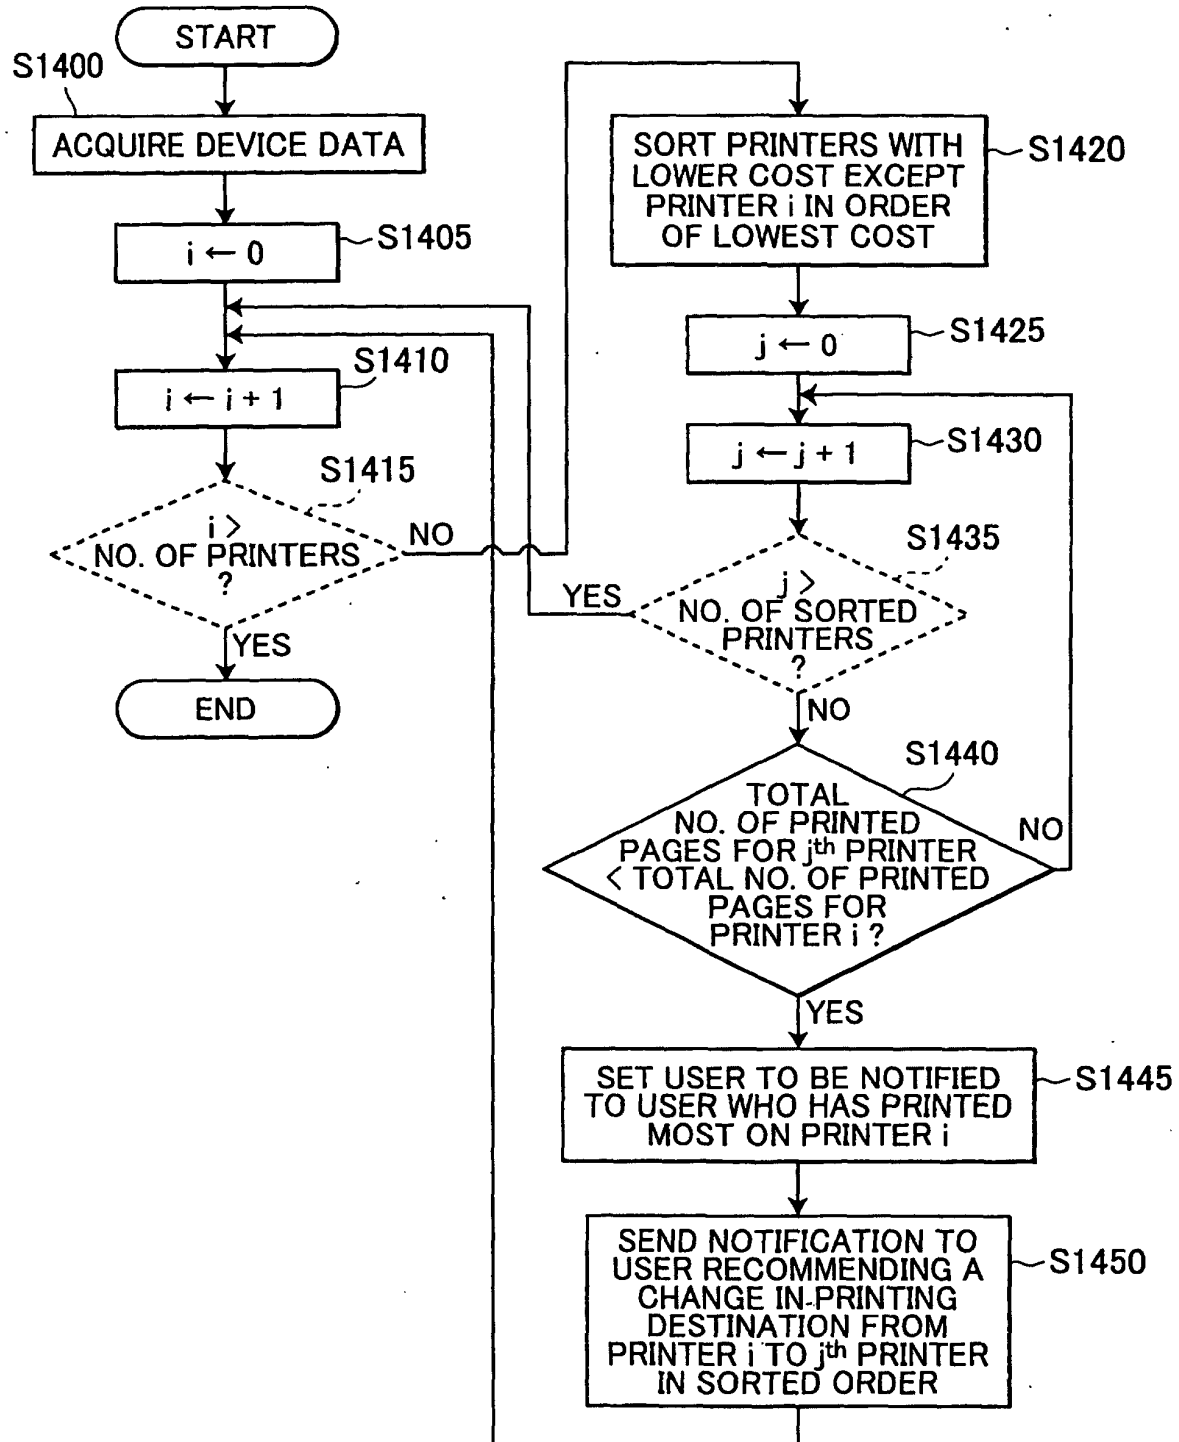 START
S1400
ACQUIRE DEVICE DATA
i ← 0
S1405
i ← i + 1
S1410
S1415
i >
NO. OF PRINTERS
?
NO
YES
END
SORT PRINTERS WITH
LOWER COST EXCEPT
PRINTER i IN ORDER
OF LOWEST COST
S1420
j ← 0
S1425
j ← j + 1
S1430
S1435
j >
NO. OF SORTED
PRINTERS
?
YES
NO
S1440
TOTAL
NO. OF PRINTED
PAGES FOR jth PRINTER
< TOTAL NO. OF PRINTED
PAGES FOR
PRINTER i ?
NO
YES
SET USER TO BE NOTIFIED
TO USER WHO HAS PRINTED
MOST ON PRINTER i
S1445
SEND NOTIFICATION TO
USER RECOMMENDING A
CHANGE IN-PRINTING
DESTINATION FROM
PRINTER i TO jth PRINTER
IN SORTED ORDER
S1450